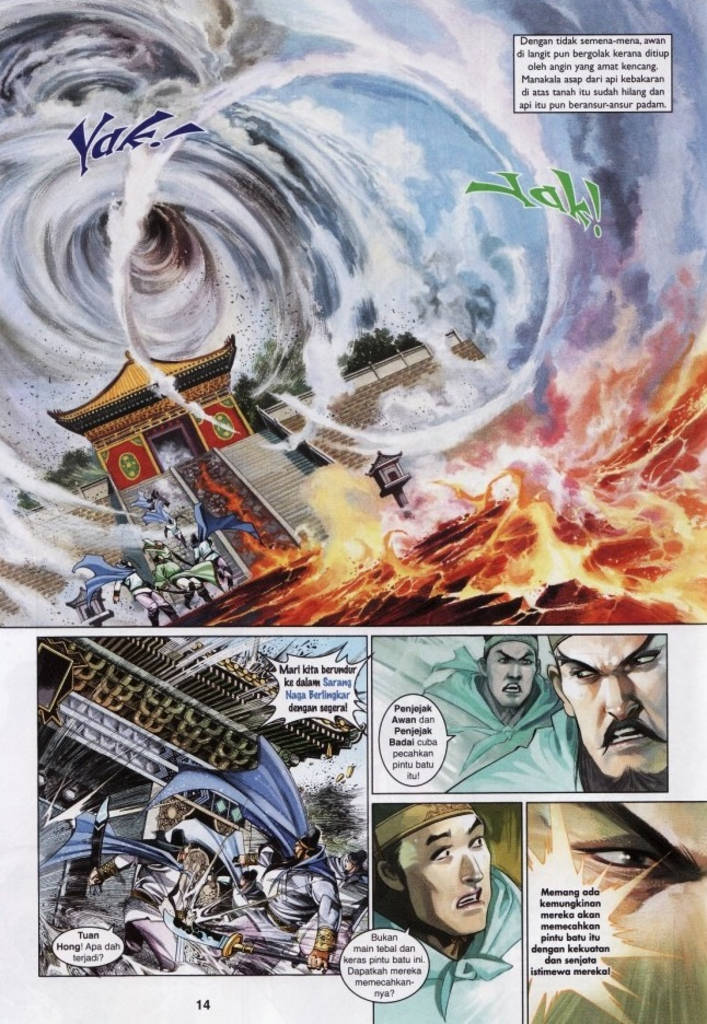 Dengan tidak semena-mena, awan
di langit pun bergolak kerana ditiup
oleh angin yang amat kencang.
Manakala asap dari api kebakaran
di atas tanah itu sudah hilang dan
api itu pun beransur-ansur padam.
Yak!
Yak!
Mari kita berundur
ke dalam Sarang
Naga Berlingkar
dengan segera!
Tuan
Hong! Apa dah
terjadi?
Penjejak
Awan dan
Penjejak
Badai cuba
pecahkan
pintu batu
itu!
Bukan
main tebal dan
keras pintu batu ini.
Dapatkah mereka
memecahkan-
nya?
Memang ada
kemungkinan
mereka akan
memecahkan
pintu batu itu
dengan kekuatan
dan senjata
istimewa mereka!
14